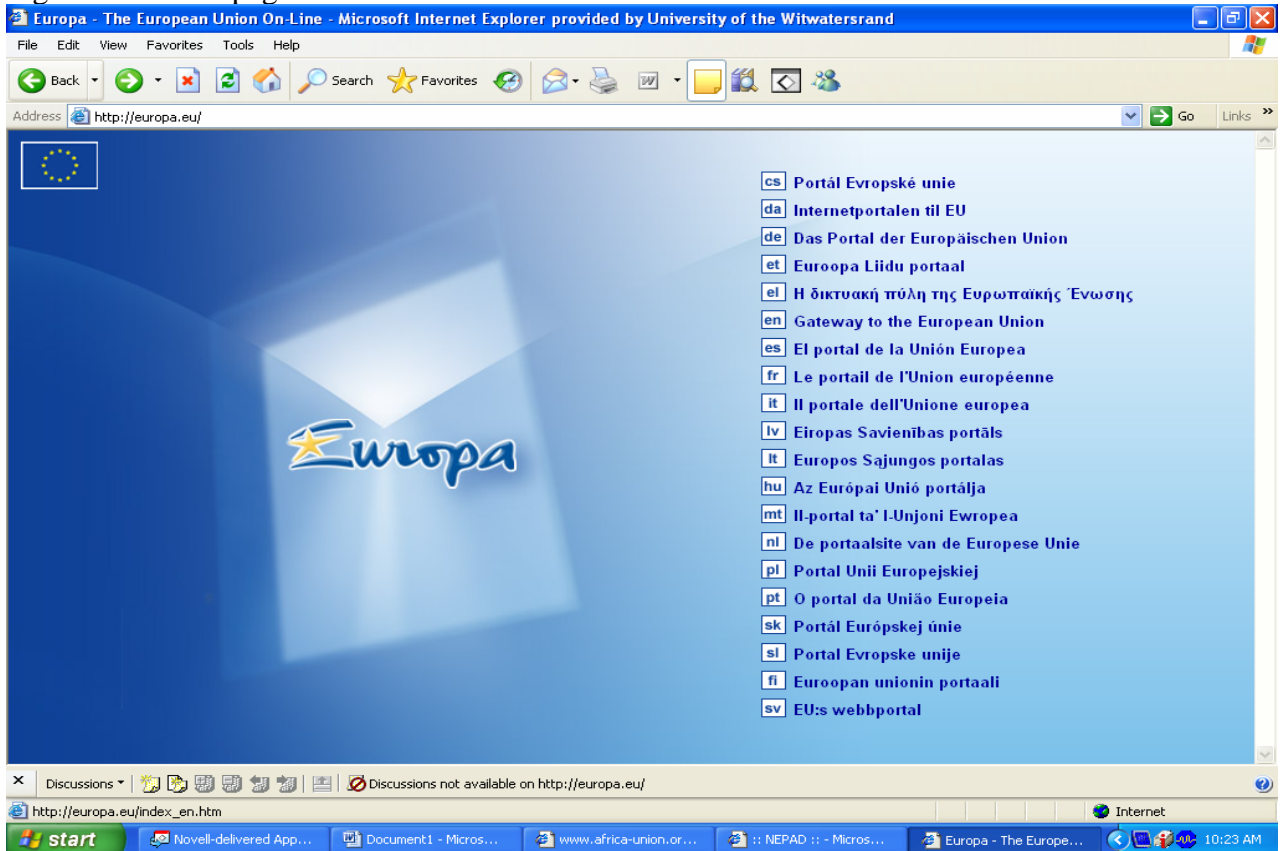 Europa - The European Union On-Line - Microsoft Internet Explorer provided by University of the Witwatersrand
File Edit View Favorites Tools Help
Back Search Favorites
Address http://europa.eu/ Go Links »
cs Portál Evropské unie
da Internetportalen til EU
de Das Portal der Europäischen Union
et Euroopa Liidu portaal
el Η δικτυακή πύλη της Ευρωπαϊκής Ένωσης
en Gateway to the European Union
es El portal de la Unión Europea
fr Le portail de l'Union européenne
it Il portale dell'Unione europea
lv Eiropas Savienības portāls
lt Europos Sąjungos portalas
hu Az Európai Unió portálja
mt Il-portal ta' l-Unjoni Ewropea
nl De portaalsite van de Europese Unie
pl Portal Unii Europejskiej
pt O portal da União Europeia
sk Portál Európskej únie
sl Portal Evropske unije
fi Euroopan unionin portaali
sv EU:s webbportal
Europa
Discussions Discussions not available on http://europa.eu/
http://europa.eu/index_en.htm Internet
start Novell-delivered App... Document1 - Micros... www.africa-union.or... :: NEPAD :: - Micros... Europa - The Europe... 10:23 AM